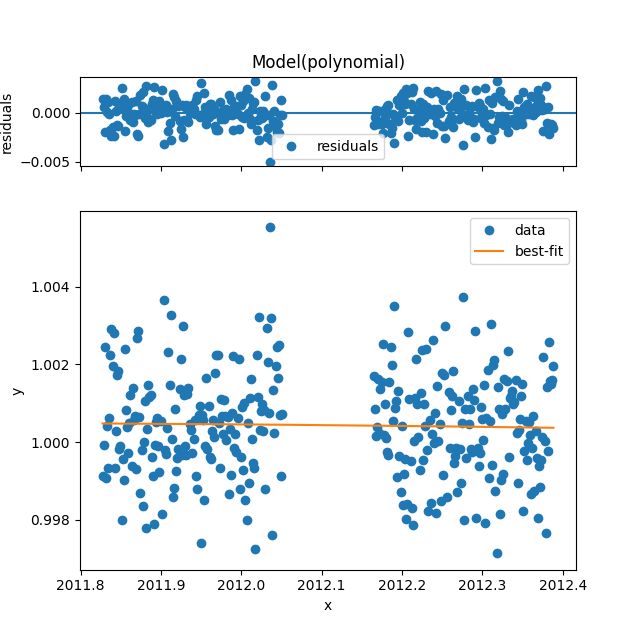 Model(polynomial)
residuals
0.000
−0.005
residuals
data
best-fit
y
1.004
1.002
1.000
0.998
2011.8 2011.9 2012.0 2012.1 2012.2 2012.3 2012.4
x